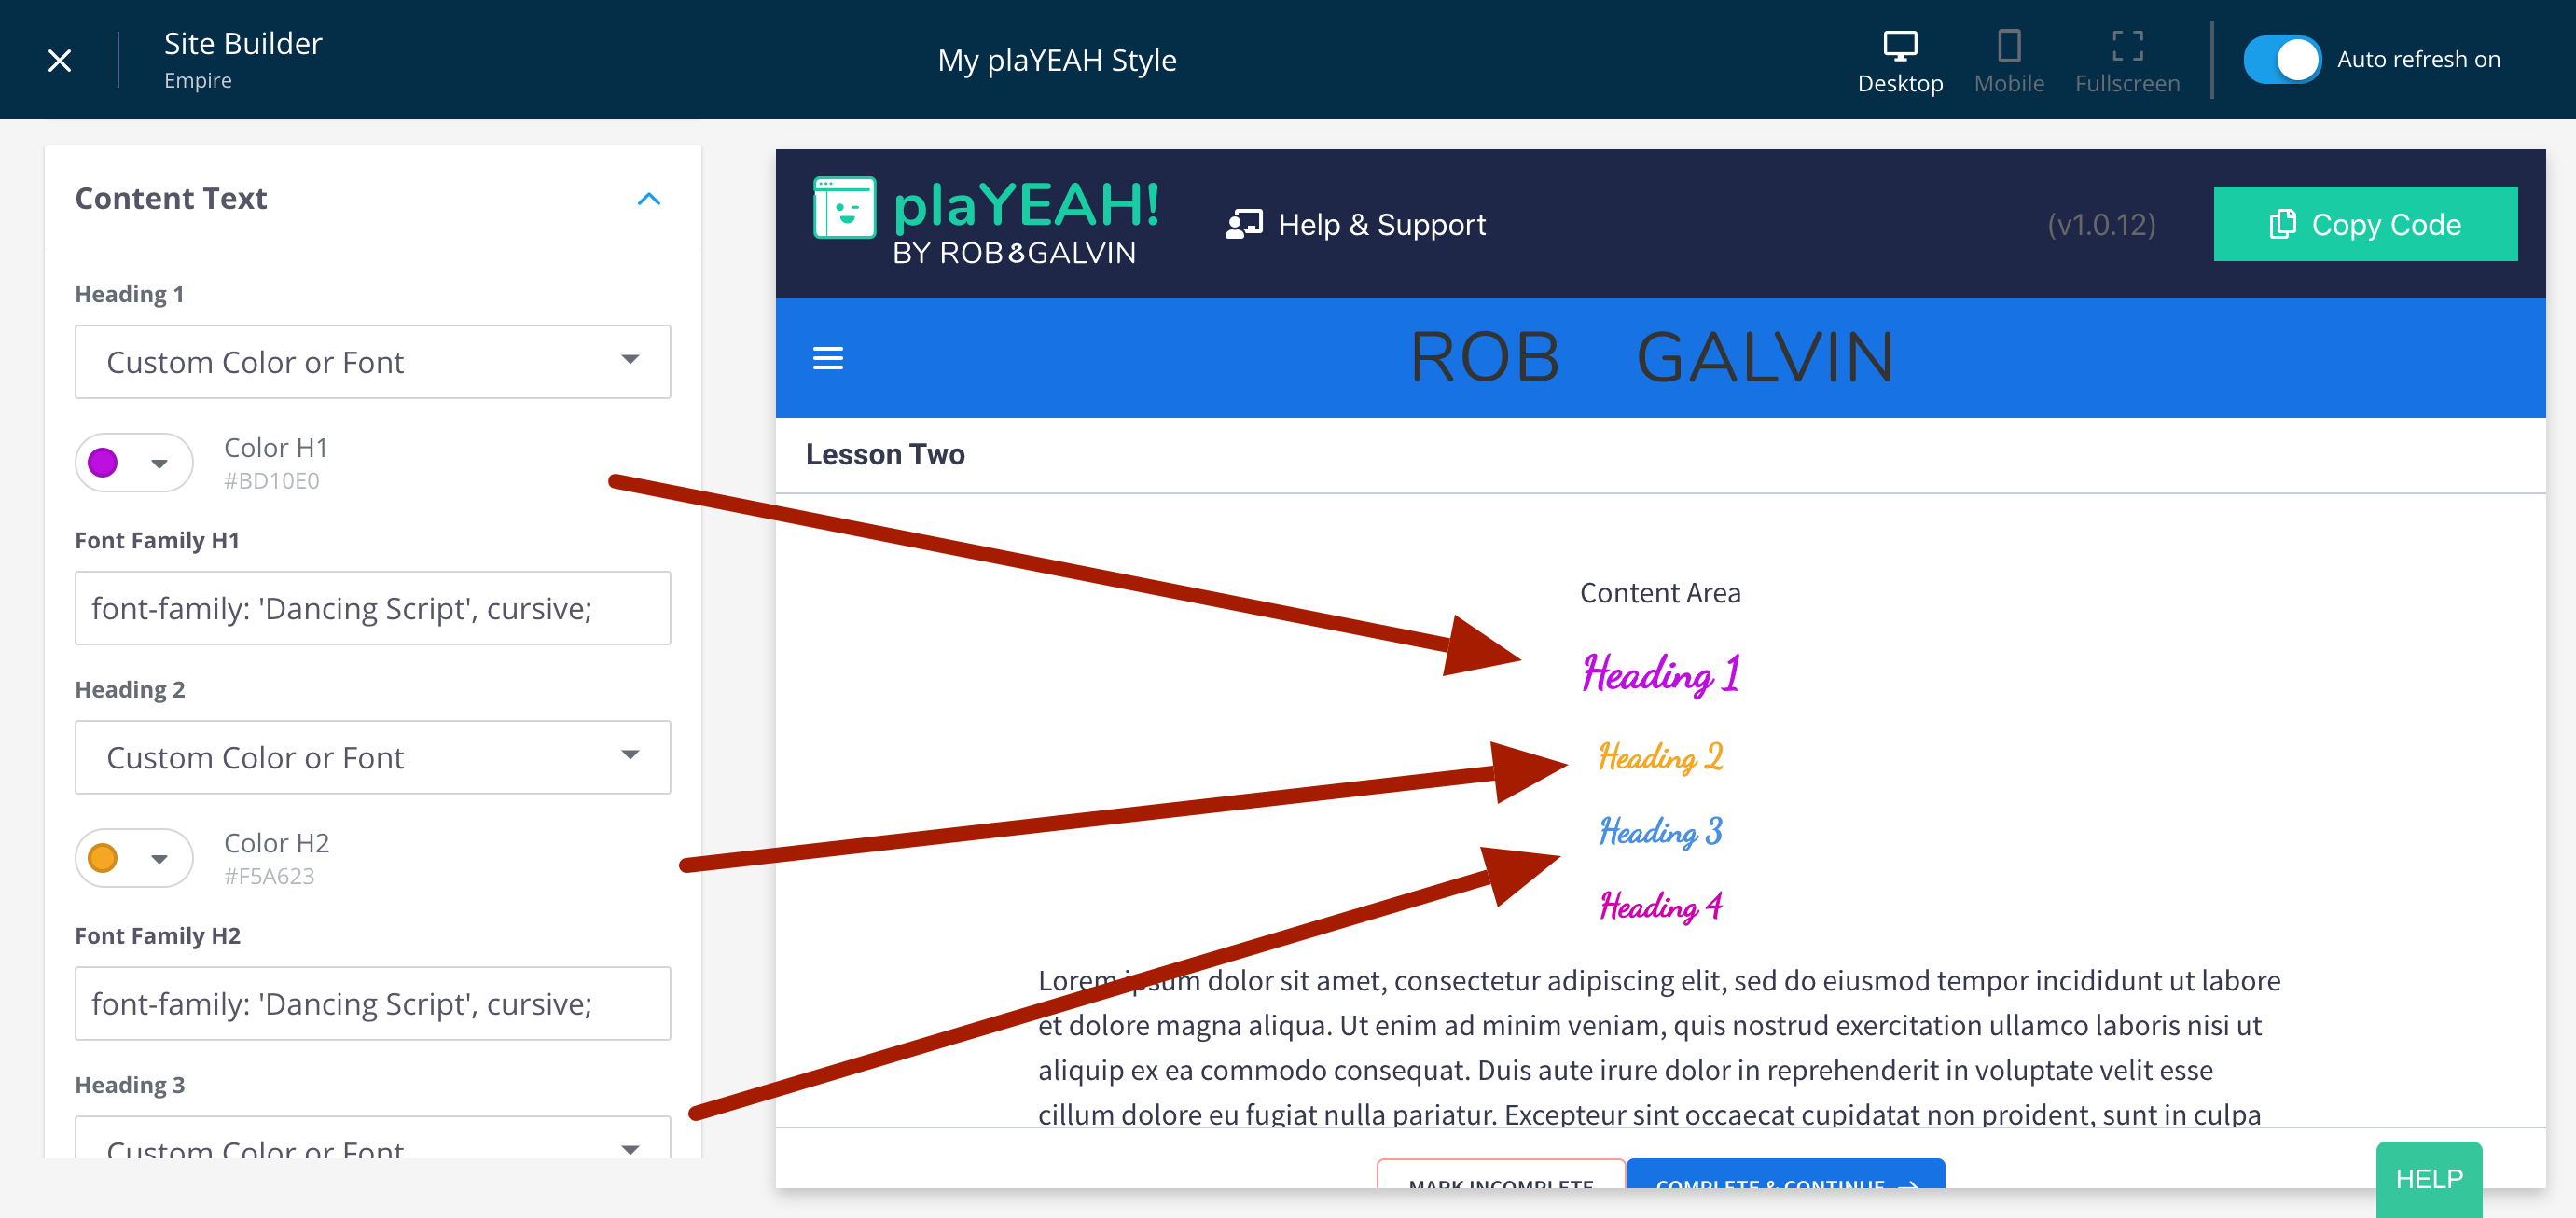 Site Builder
Empire
My plaYEAH Style
Desktop
Mobile
Fullscreen
Auto refresh on
Content Text
Heading 1
Custom Color or Font
Color H1
#BD10E0
Font Family H1
font-family: 'Dancing Script', cursive;
Heading 2
Custom Color or Font
Color H2
#F5A623
Font Family H2
font-family: 'Dancing Script', cursive;
Heading 3
Custom Color or Font
plaYEAH!
BY ROB&GALVIN
Help & Support
(v1.0.12)
Copy Code
ROB GALVIN
Lesson Two
Content Area
Heading 1
Heading 2
Heading 3
Heading 4
Lorem ipsum dolor sit amet, consectetur adipiscing elit, sed do eiusmod tempor incididunt ut labore
et dolore magna aliqua. Ut enim ad minim veniam, quis nostrud exercitation ullamco laboris nisi ut
aliquip ex ea commodo consequat. Duis aute irure dolor in reprehenderit in voluptate velit esse
cillum dolore eu fugiat nulla pariatur. Excepteur sint occaecat cupidatat non proident, sunt in culpa
MARK INCOMPLETE
COMPLETE & CONTINUE →
HELP